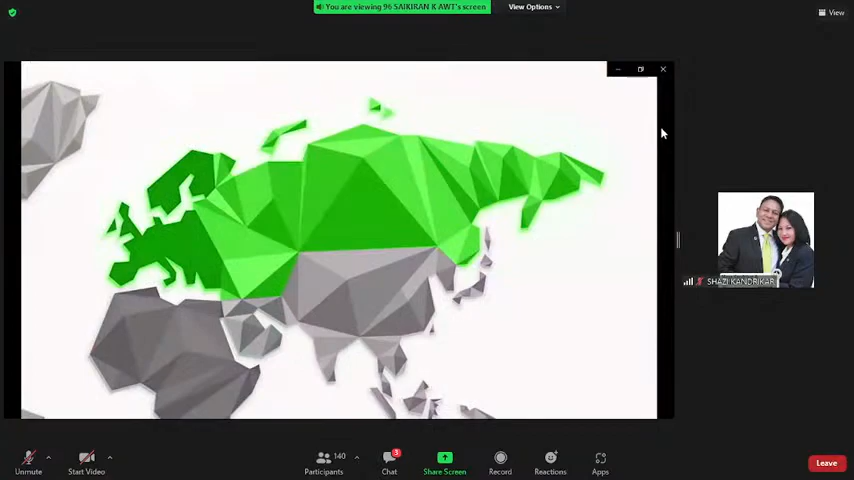 You are viewing 96 SAIKIRAN K AWT's screen
View Options
View
SHAZI KANDRIKAR
Unmute
Start Video
Participants
140
Chat
3
Share Screen
Record
Reactions
Apps
Leave